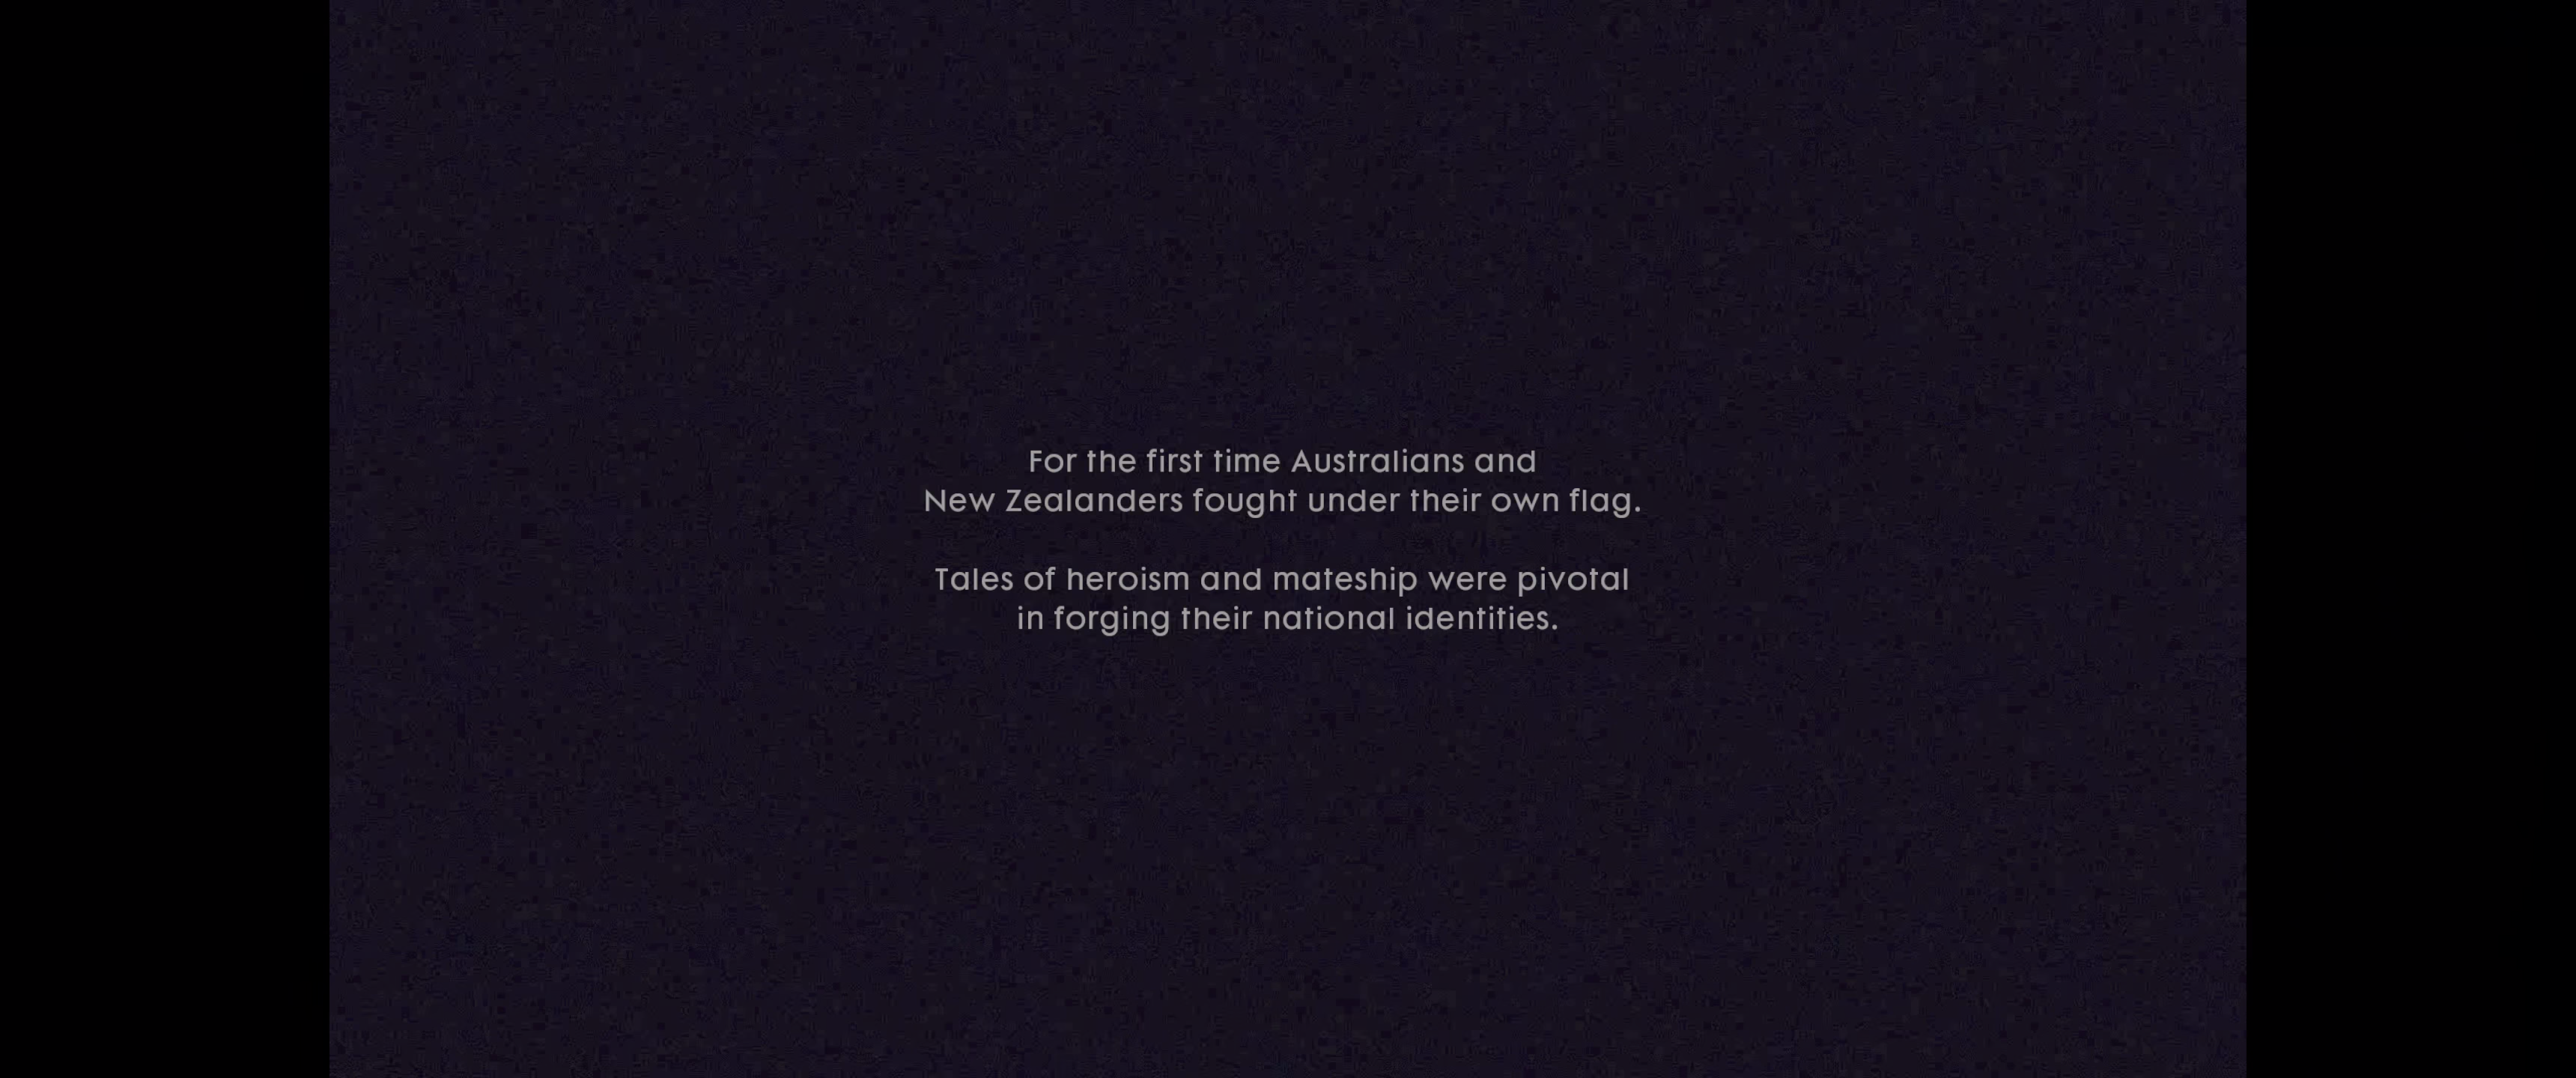 For the first time Australians and
New Zealanders fought under their own flag.
Tales of heroism and mateship were pivotal
in forging their national identities.